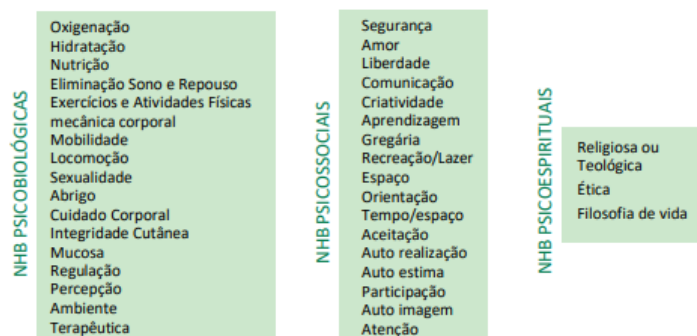 NHB PSICOBIOLÓGICAS
Oxigenação
Hidratação
Nutrição
Eliminação Sono e Repouso
Exercícios e Atividades Físicas
mecânica corporal
Mobilidade
Locomoção
Sexualidade
Abrigo
Cuidado Corporal
Integridade Cutânea
Mucosa
Regulação
Percepção
Ambiente
Terapêutica
NHB PSICOSSOCIAIS
Segurança
Amor
Liberdade
Comunicação
Criatividade
Aprendizagem
Gregária
Recreação/Lazer
Espaço
Orientação
Tempo/espaço
Aceitação
Auto realização
Auto estima
Participação
Auto imagem
Atenção
NHB PSICOESPIRITUAIS
Religiosa ou
Teológica
Ética
Filosofia de vida